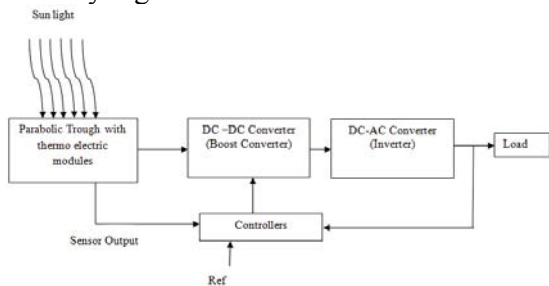 Sun light
Parabolic Trough with
thermo electric
modules
DC –DC Converter
(Boost Converter)
DC-AC Converter
(Inverter)
Load
Controllers
Sensor Output
Ref